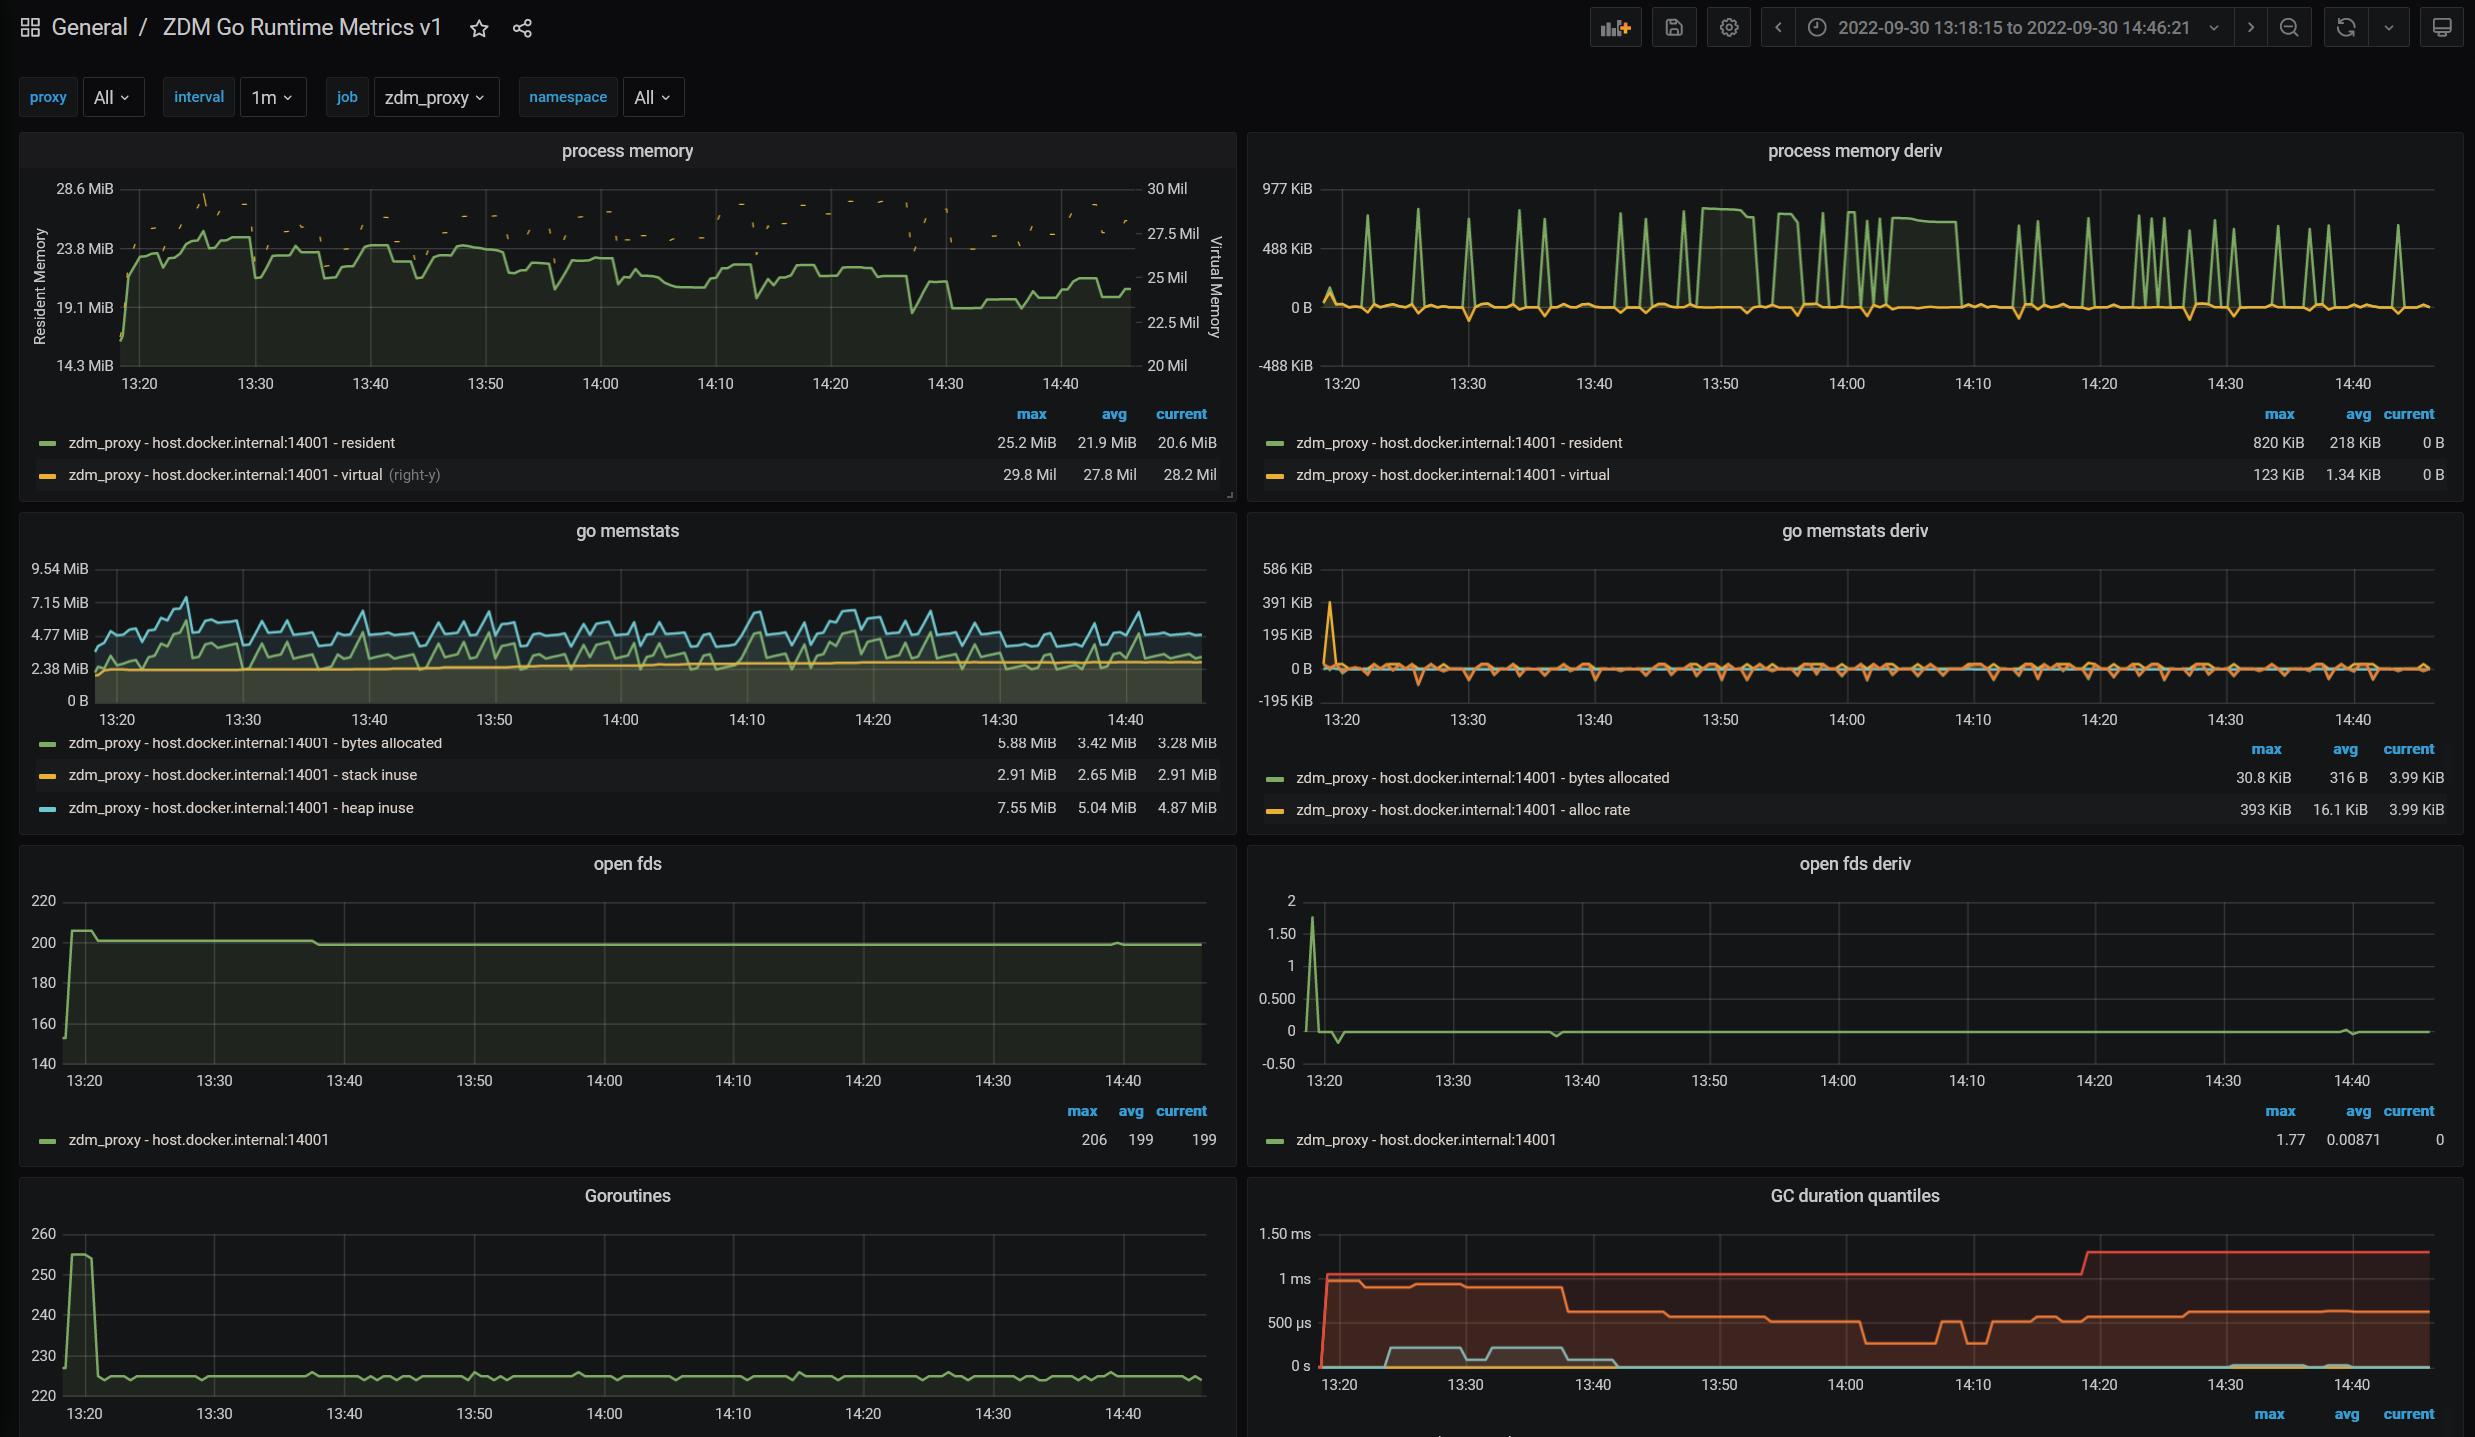 General / ZDM Go Runtime Metrics v1
2022-09-30 13:18:15 to 2022-09-30 14:46:21
proxy All interval 1m job zdm_proxy namespace All
process memory
Resident Memory
28.6 MiB
23.8 MiB
19.1 MiB
14.3 MiB
30 Mil
27.5 Mil
25 Mil
22.5 Mil
20 Mil
Virtual Memory
13:20 13:30 13:40 13:50 14:00 14:10 14:20 14:30 14:40
max avg current
zdm_proxy - host.docker.internal:14001 - resident 25.2 MiB 21.9 MiB 20.6 MiB
zdm_proxy - host.docker.internal:14001 - virtual (right-y) 29.8 Mil 27.8 Mil 28.2 Mil
process memory deriv
977 KiB
488 KiB
0 B
-488 KiB
13:20 13:30 13:40 13:50 14:00 14:10 14:20 14:30 14:40
max avg current
zdm_proxy - host.docker.internal:14001 - resident 820 KiB 218 KiB 0 B
zdm_proxy - host.docker.internal:14001 - virtual 123 KiB 1.34 KiB 0 B
go memstats
9.54 MiB
7.15 MiB
4.77 MiB
2.38 MiB
0 B
13:20 13:30 13:40 13:50 14:00 14:10 14:20 14:30 14:40
zdm_proxy - host.docker.internal:14001 - bytes allocated 5.88 MiB 3.42 MiB 3.28 MiB
zdm_proxy - host.docker.internal:14001 - stack inuse 2.91 MiB 2.65 MiB 2.91 MiB
zdm_proxy - host.docker.internal:14001 - heap inuse 7.55 MiB 5.04 MiB 4.87 MiB
go memstats deriv
586 KiB
391 KiB
195 KiB
0 B
-195 KiB
13:20 13:30 13:40 13:50 14:00 14:10 14:20 14:30 14:40
max avg current
zdm_proxy - host.docker.internal:14001 - bytes allocated 30.8 KiB 316 B 3.99 KiB
zdm_proxy - host.docker.internal:14001 - alloc rate 393 KiB 16.1 KiB 3.99 KiB
open fds
220
200
180
160
140
13:20 13:30 13:40 13:50 14:00 14:10 14:20 14:30 14:40
max avg current
zdm_proxy - host.docker.internal:14001 206 199 199
open fds deriv
2
1.50
1
0.500
0
-0.50
13:20 13:30 13:40 13:50 14:00 14:10 14:20 14:30 14:40
max avg current
zdm_proxy - host.docker.internal:14001 1.77 0.00871 0
Goroutines
260
250
240
230
220
13:20 13:30 13:40 13:50 14:00 14:10 14:20 14:30 14:40
GC duration quantiles
1.50 ms
1 ms
500 µs
0 s
13:20 13:30 13:40 13:50 14:00 14:10 14:20 14:30 14:40
max avg current